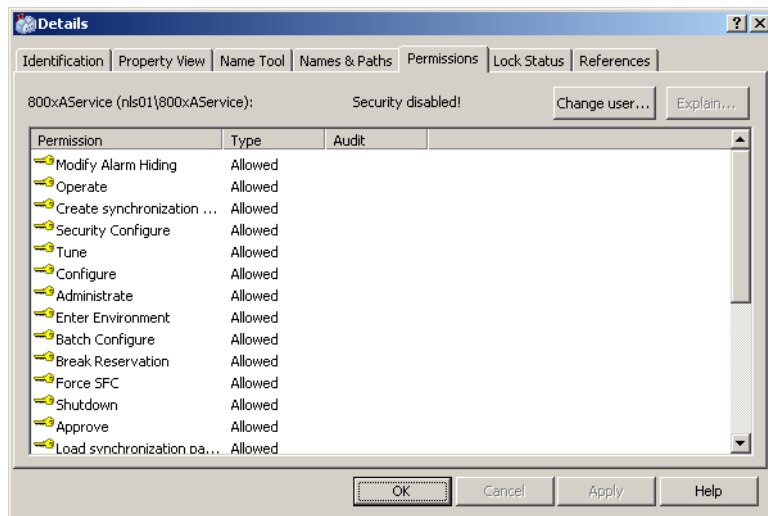 Details
Identification Property View Name Tool Names & Paths Permissions Lock Status References
800xAService (nls01\800xAService): Security disabled! Change user... Explain...
Permission Type Audit
Modify Alarm Hiding Allowed
Operate Allowed
Create synchronization ... Allowed
Security Configure Allowed
Tune Allowed
Configure Allowed
Administrate Allowed
Enter Environment Allowed
Batch Configure Allowed
Break Reservation Allowed
Force SFC Allowed
Shutdown Allowed
Approve Allowed
Load synchronization pa... Allowed
OK Cancel Apply Help